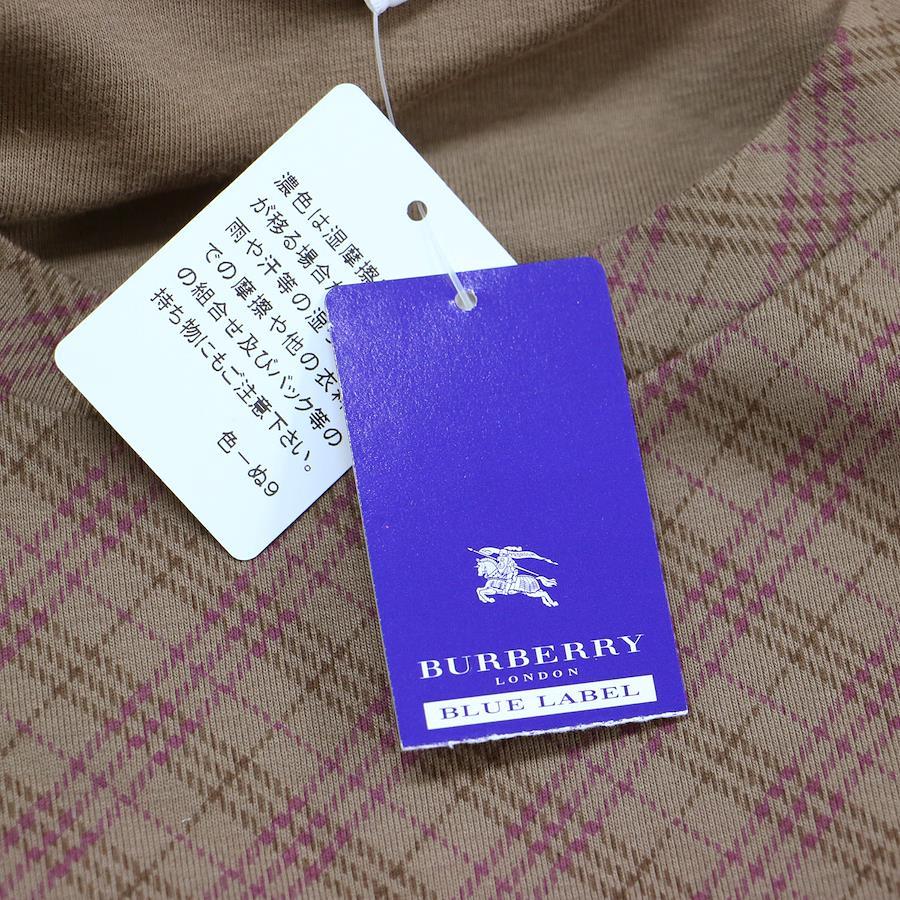 濃色は湿摩擦
が移る場合が
雨や汗等の湿
での摩擦や他の衣
の組合せ及びバック等の
持ち物にもご注意下さい。
色-ぬ9
BURBERRY
LONDON
BLUE LABEL